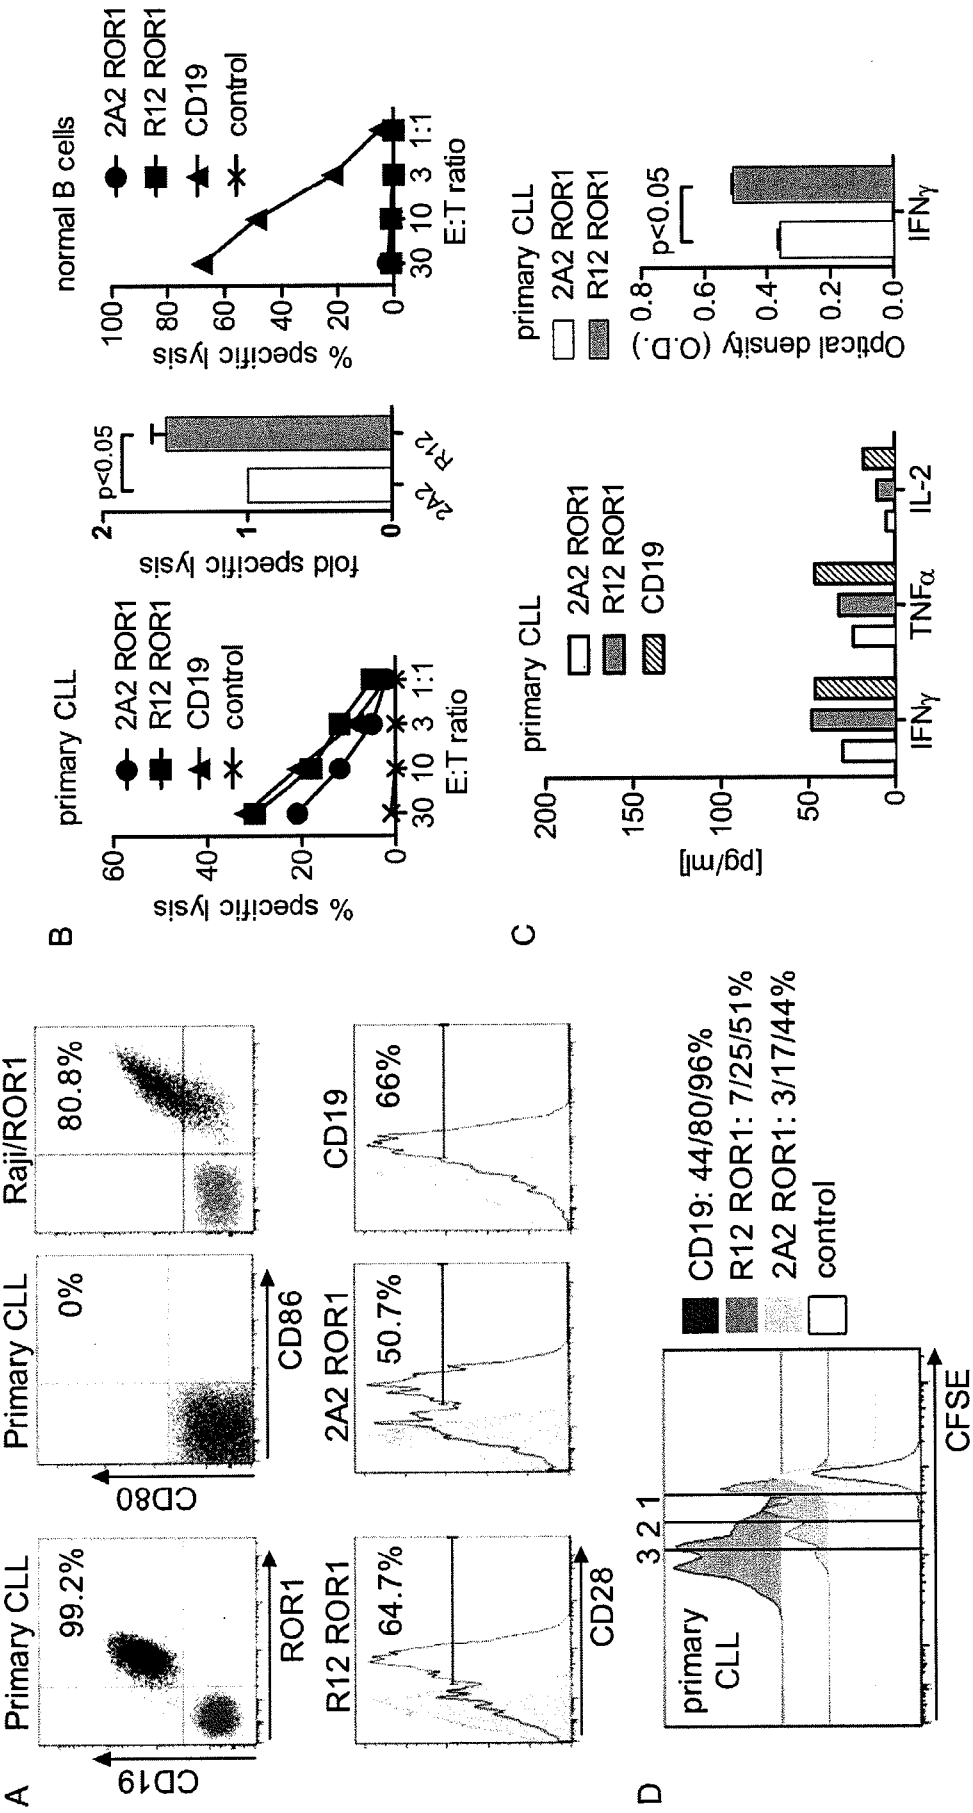 A
Primary CLL
99.2%
CD19
ROR1
Primary CLL
0%
CD80
CD86
Raji/ROR1
80.8%
R12 ROR1
64.7%
CD28
2A2 ROR1
50.7%
CD19
66%
B
primary CLL
2A2 ROR1
R12 ROR1
CD19
control
% specific lysis
60
40
20
0
30
10
3
1:1
E:T ratio
fold specific lysis
2
1
0
p<0.05
2A2
R12
normal B cells
2A2 ROR1
R12 ROR1
CD19
control
% specific lysis
100
80
60
40
20
0
30
10
3
1:1
E:T ratio
C
primary CLL
2A2 ROR1
R12 ROR1
CD19
[pg/ml]
200
150
100
50
0
IFNγ
TNFα
IL-2
primary CLL
2A2 ROR1
R12 ROR1
Optical density (O.D.)
0.8
0.6
0.4
0.2
0.0
p<0.05
IFNγ
D
primary
CLL
3 2 1
CFSE
CD19: 44/80/96%
R12 ROR1: 7/25/51%
2A2 ROR1: 3/17/44%
control